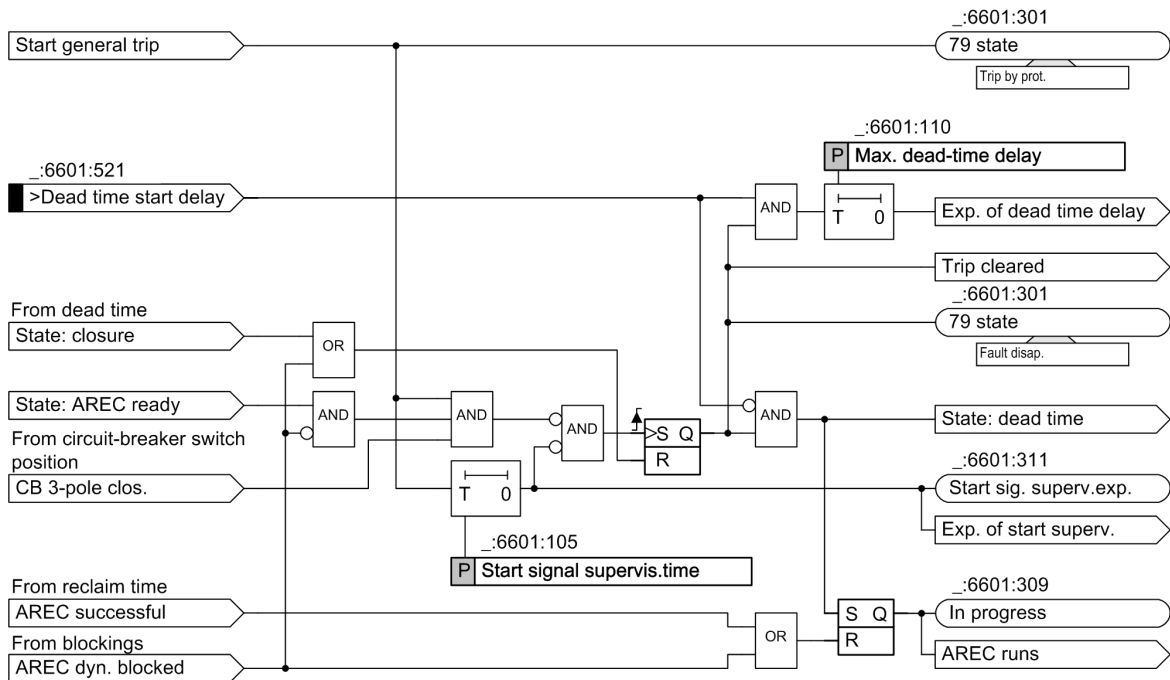 _:6601:301
Start general trip
79 state
Trip by prot.
_:6601:110
P Max. dead-time delay
_:6601:521
>Dead time start delay
AND
T 0
Exp. of dead time delay
Trip cleared
_:6601:301
79 state
Fault disap.
From dead time
State: closure
OR
State: AREC ready
AND
AND
AND
S Q
R
AND
State: dead time
From circuit-breaker switch
position
CB 3-pole clos.
T 0
_:6601:311
Start sig. superv.exp.
Exp. of start superv.
_:6601:105
P Start signal supervis.time
From reclaim time
AREC successful
From blockings
AREC dyn. blocked
OR
S Q
R
_:6601:309
In progress
AREC runs